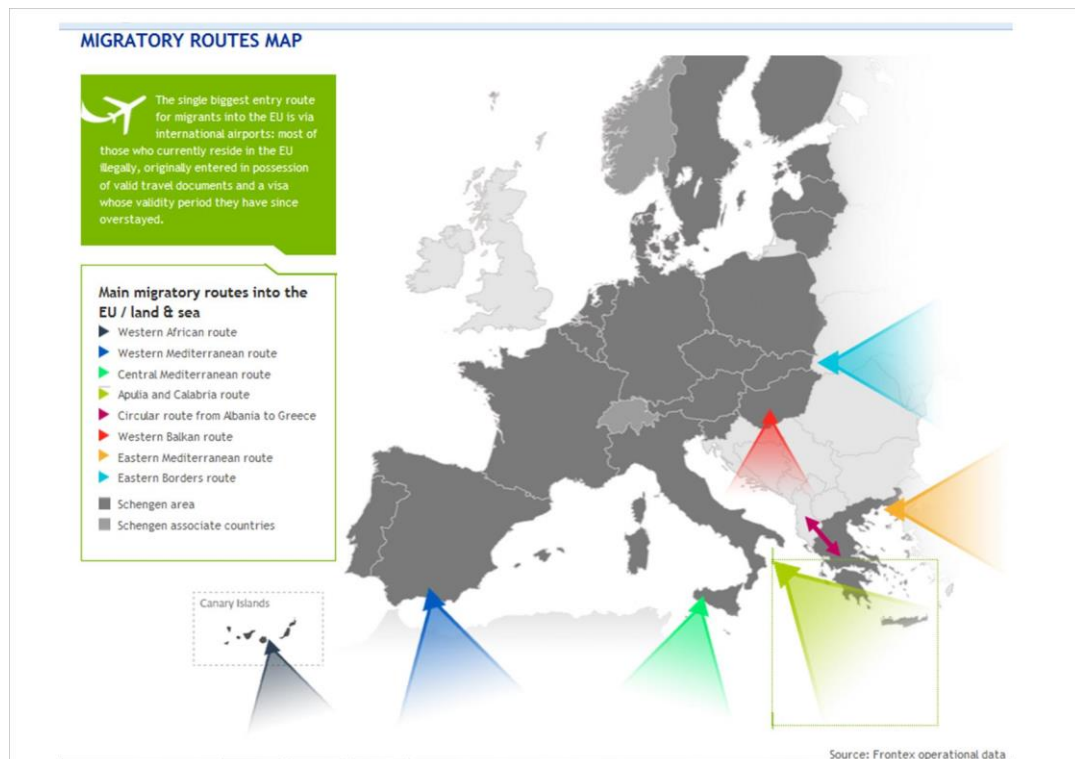 MIGRATORY ROUTES MAP
The single biggest entry route
for migrants into the EU is via
international airports: most of
those who currently reside in the EU
illegally, originally entered in possession
of valid travel documents and a visa
whose validity period they have since
overstayed.
Main migratory routes into the
EU / land & sea
Western African route
Western Mediterranean route
Central Mediterranean route
Apulia and Calabria route
Circular route from Albania to Greece
Western Balkan route
Eastern Mediterranean route
Eastern Borders route
Schengen area
Schengen associate countries
Canary Islands
Source: Frontex operational data